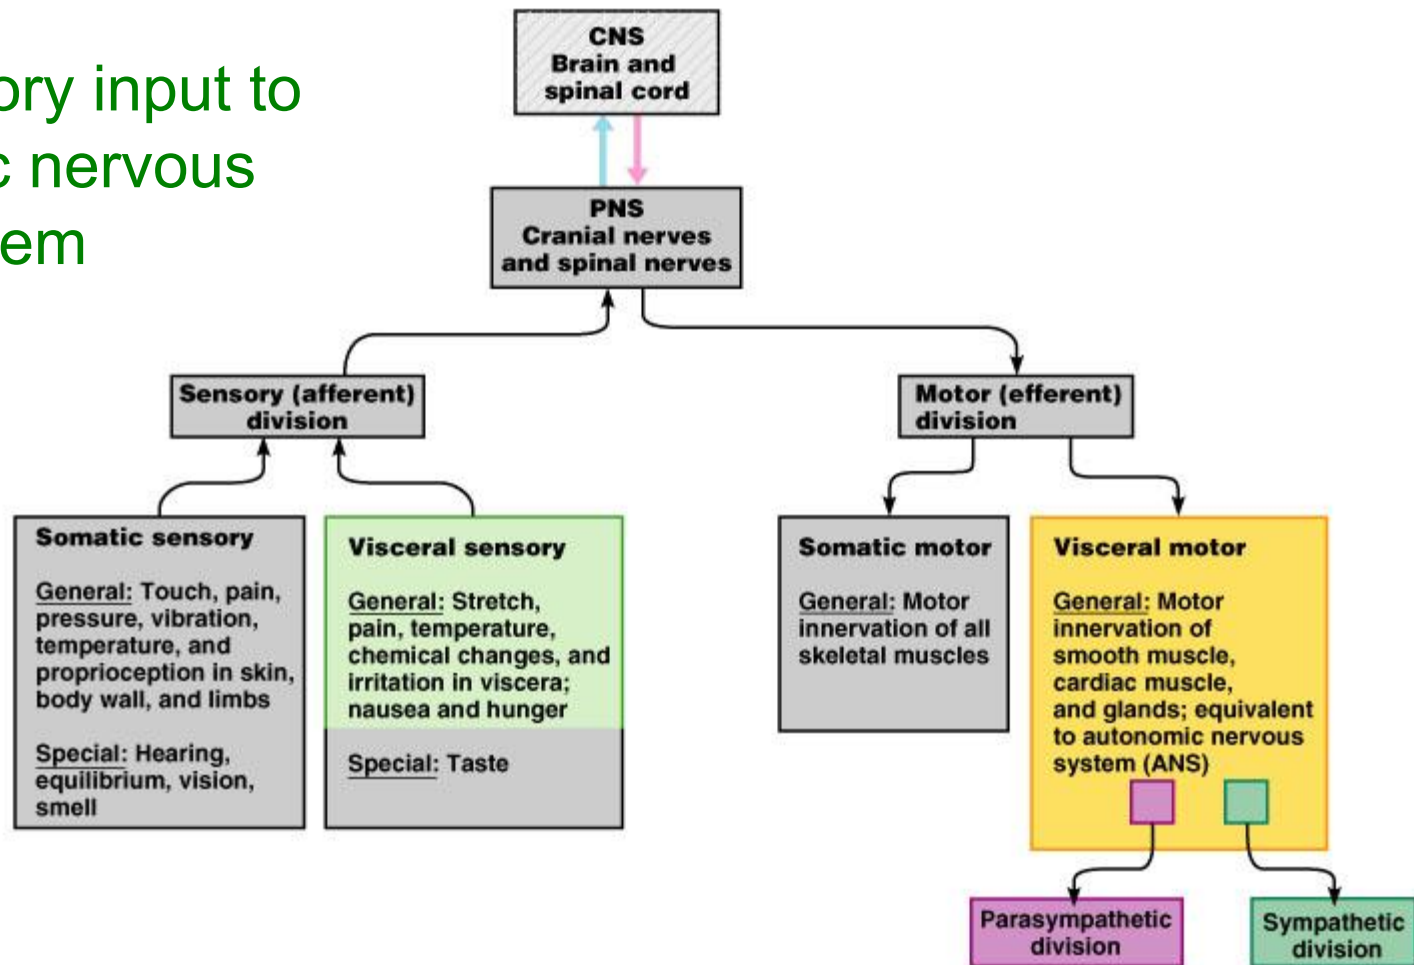 ory input to
c nervous
em
CNS
Brain and
spinal cord
PNS
Cranial nerves
and spinal nerves
Sensory (afferent)
division
Motor (efferent)
division
Somatic sensory
General: Touch, pain,
pressure, vibration,
temperature, and
proprioception in skin,
body wall, and limbs
Special: Hearing,
equilibrium, vision,
smell
Visceral sensory
General: Stretch,
pain, temperature,
chemical changes, and
irritation in viscera;
nausea and hunger
Special: Taste
Somatic motor
General: Motor
innervation of all
skeletal muscles
Visceral motor
General: Motor
innervation of
smooth muscle,
cardiac muscle,
and glands; equivalent
to autonomic nervous
system (ANS)
Parasympathetic
division
Sympathetic
division